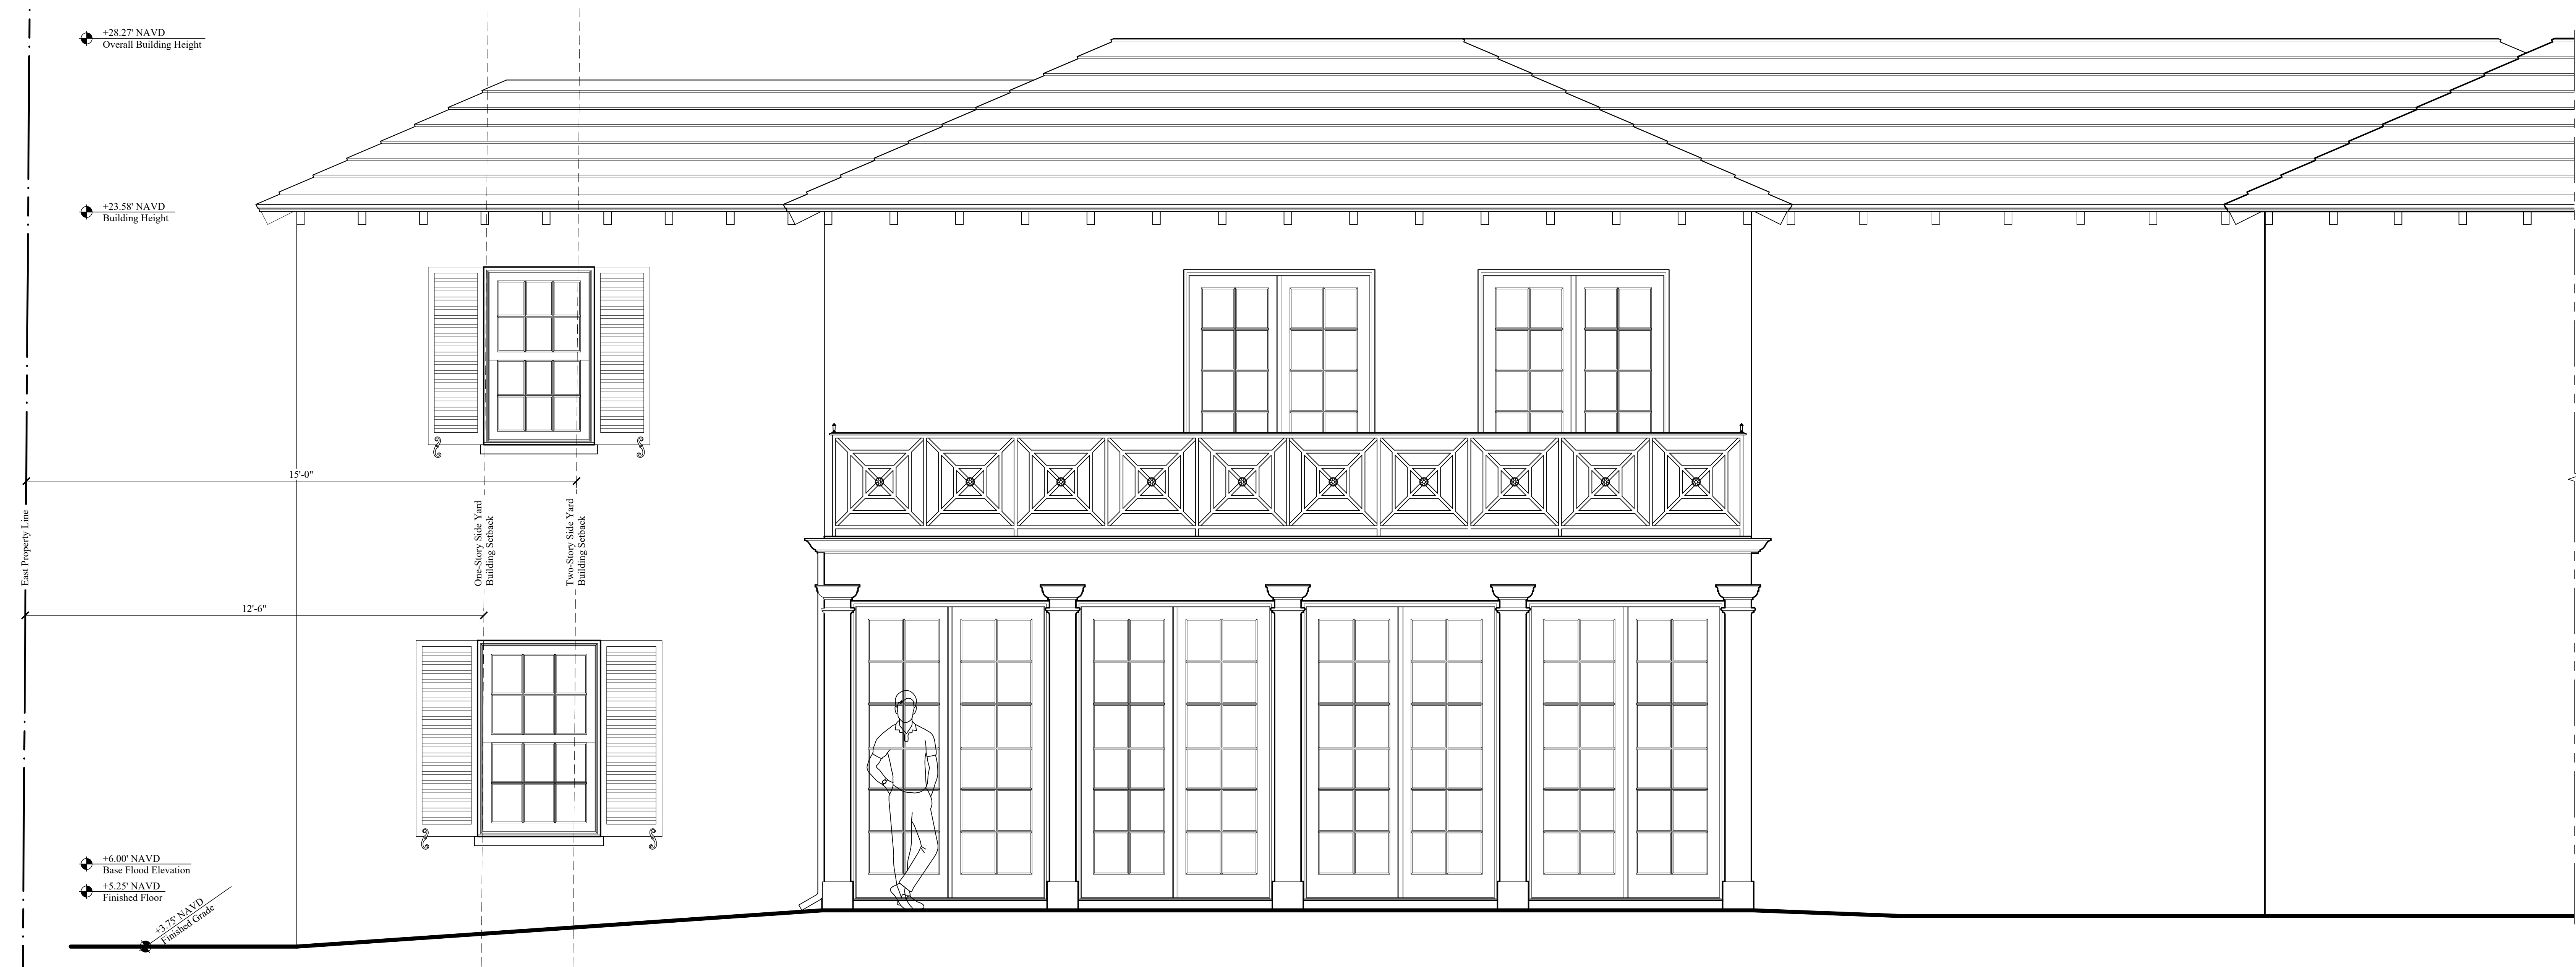 +28.27' NAVD
Overall Building Height
+23.58' NAVD
Building Height
15'-0"
East Property Line
One-Story Side Yard
Building Setback
Two-Story Side Yard
Building Setback
12'-6"
+6.00' NAVD
Base Flood Elevation
+5.25' NAVD
Finished Floor
+3.75' NAVD
Finished Grade